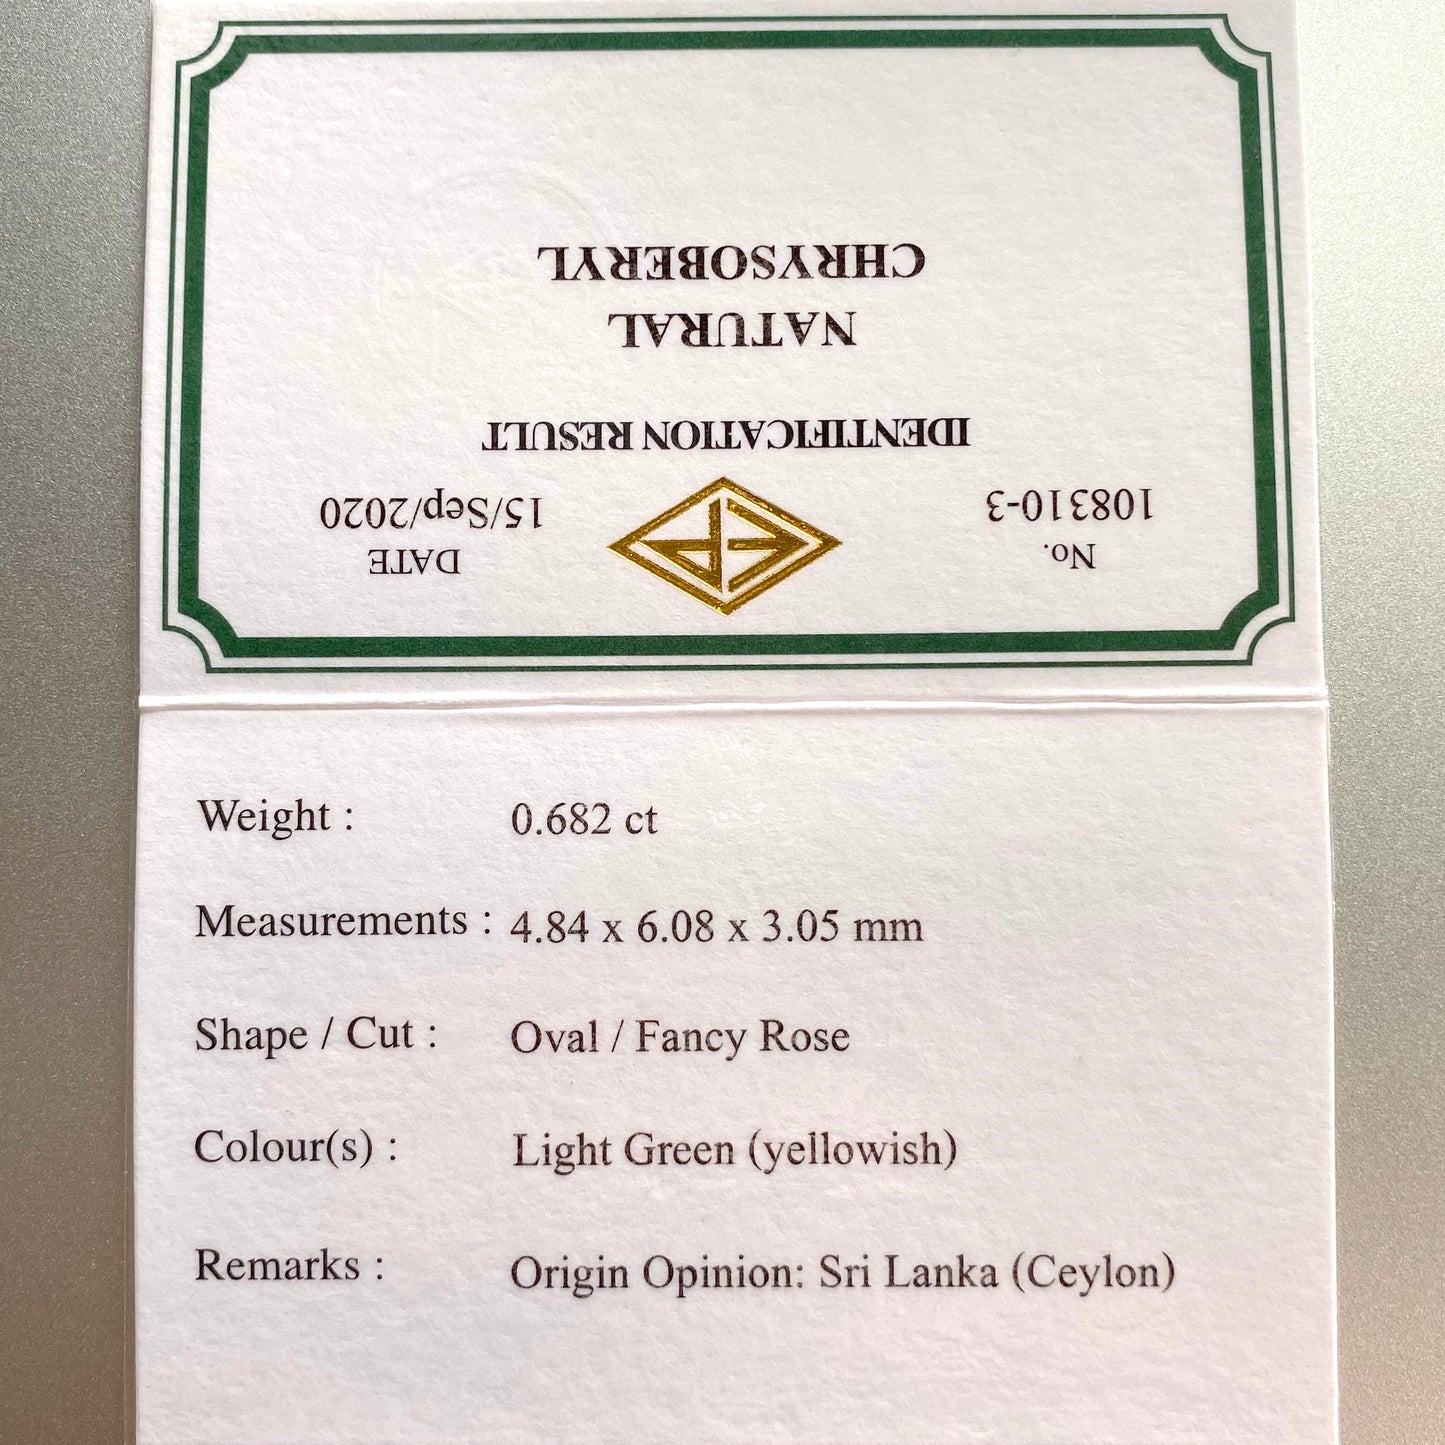 No.
108310-3
DATE
15/Sep/2020
IDENTIFICATION RESULT
NATURAL
CHRYSOBERYL
Weight : 0.682 ct
Measurements : 4.84 x 6.08 x 3.05 mm
Shape / Cut : Oval / Fancy Rose
Colour(s) : Light Green (yellowish)
Remarks : Origin Opinion: Sri Lanka (Ceylon)